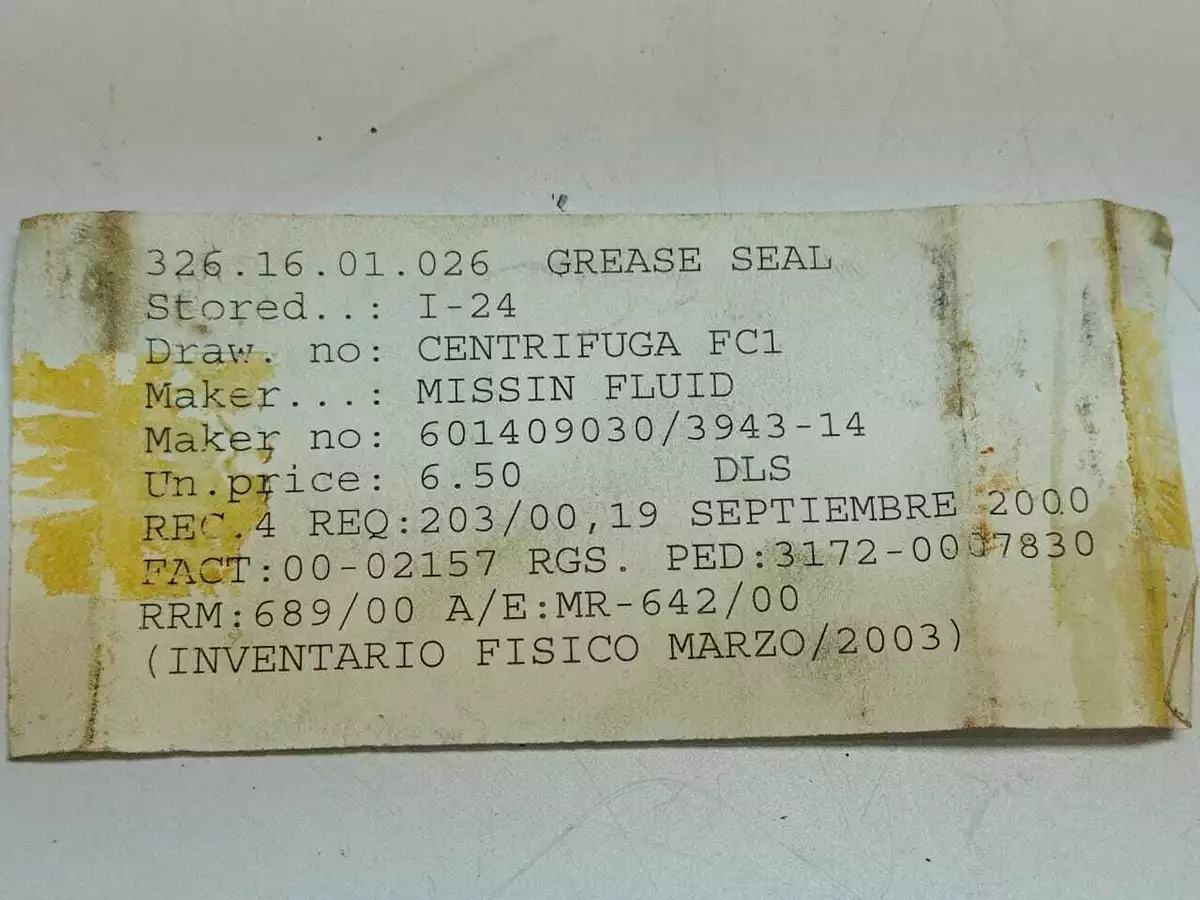 326.16.01.026 GREASE SEAL
Stored..: I-24
Draw. no: CENTRIFUGA FC1
Maker...: MISSIN FLUID
Maker no: 601409030/3943-14
Un.price: 6.50 DLS
REC.4 REQ:203/00,19 SEPTIEMBRE 2000
FACT:00-02157 RGS. PED:3172-0007830
RRM:689/00 A/E:MR-642/00
(INVENTARIO FISICO MARZO/2003)